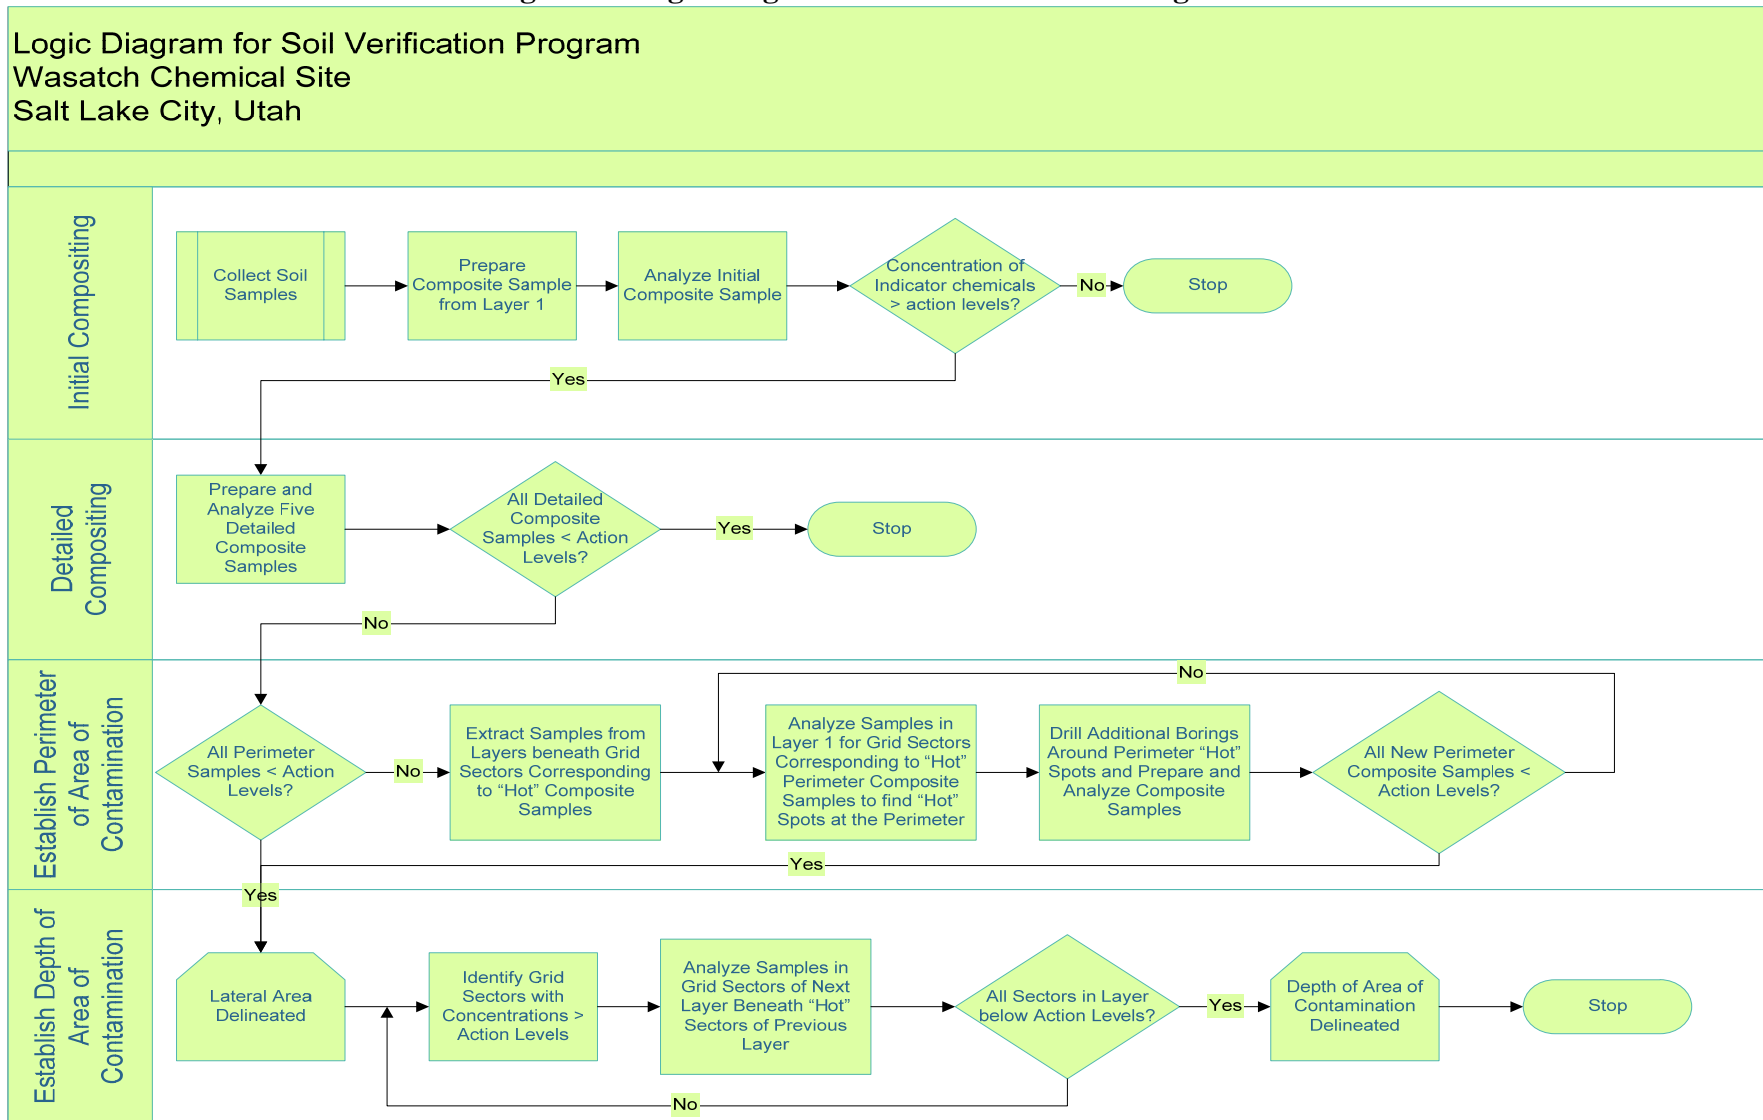 Logic Diagram for Soil Verification Program
Wasatch Chemical Site
Salt Lake City, Utah
Initial Compositing
Collect Soil
Samples
Prepare
Composite Sample
from Layer 1
Analyze Initial
Composite Sample
Concentration of
Indicator chemicals
> action levels?
No
Stop
Yes
Detailed
Compositing
Prepare and
Analyze Five
Detailed
Composite
Samples
All Detailed
Composite
Samples < Action
Levels?
Yes
Stop
No
Establish Perimeter
of Area of
Contamination
All Perimeter
Samples < Action
Levels?
No
Extract Samples from
Layers beneath Grid
Sectors Corresponding
to “Hot” Composite
Samples
Analyze Samples in
Layer 1 for Grid Sectors
Corresponding to “Hot”
Perimeter Composite
Samples to find “Hot”
Spots at the Perimeter
Drill Additional Borings
Around Perimeter “Hot”
Spots and Prepare and
Analyze Composite
Samples
All New Perimeter
Composite Samples <
Action Levels?
No
Yes
Yes
Establish Depth of
Area of
Contamination
Lateral Area
Delineated
Identify Grid
Sectors with
Concentrations >
Action Levels
Analyze Samples in
Grid Sectors of Next
Layer Beneath “Hot”
Sectors of Previous
Layer
All Sectors in Layer
below Action Levels?
Yes
Depth of Area of
Contamination
Delineated
Stop
No